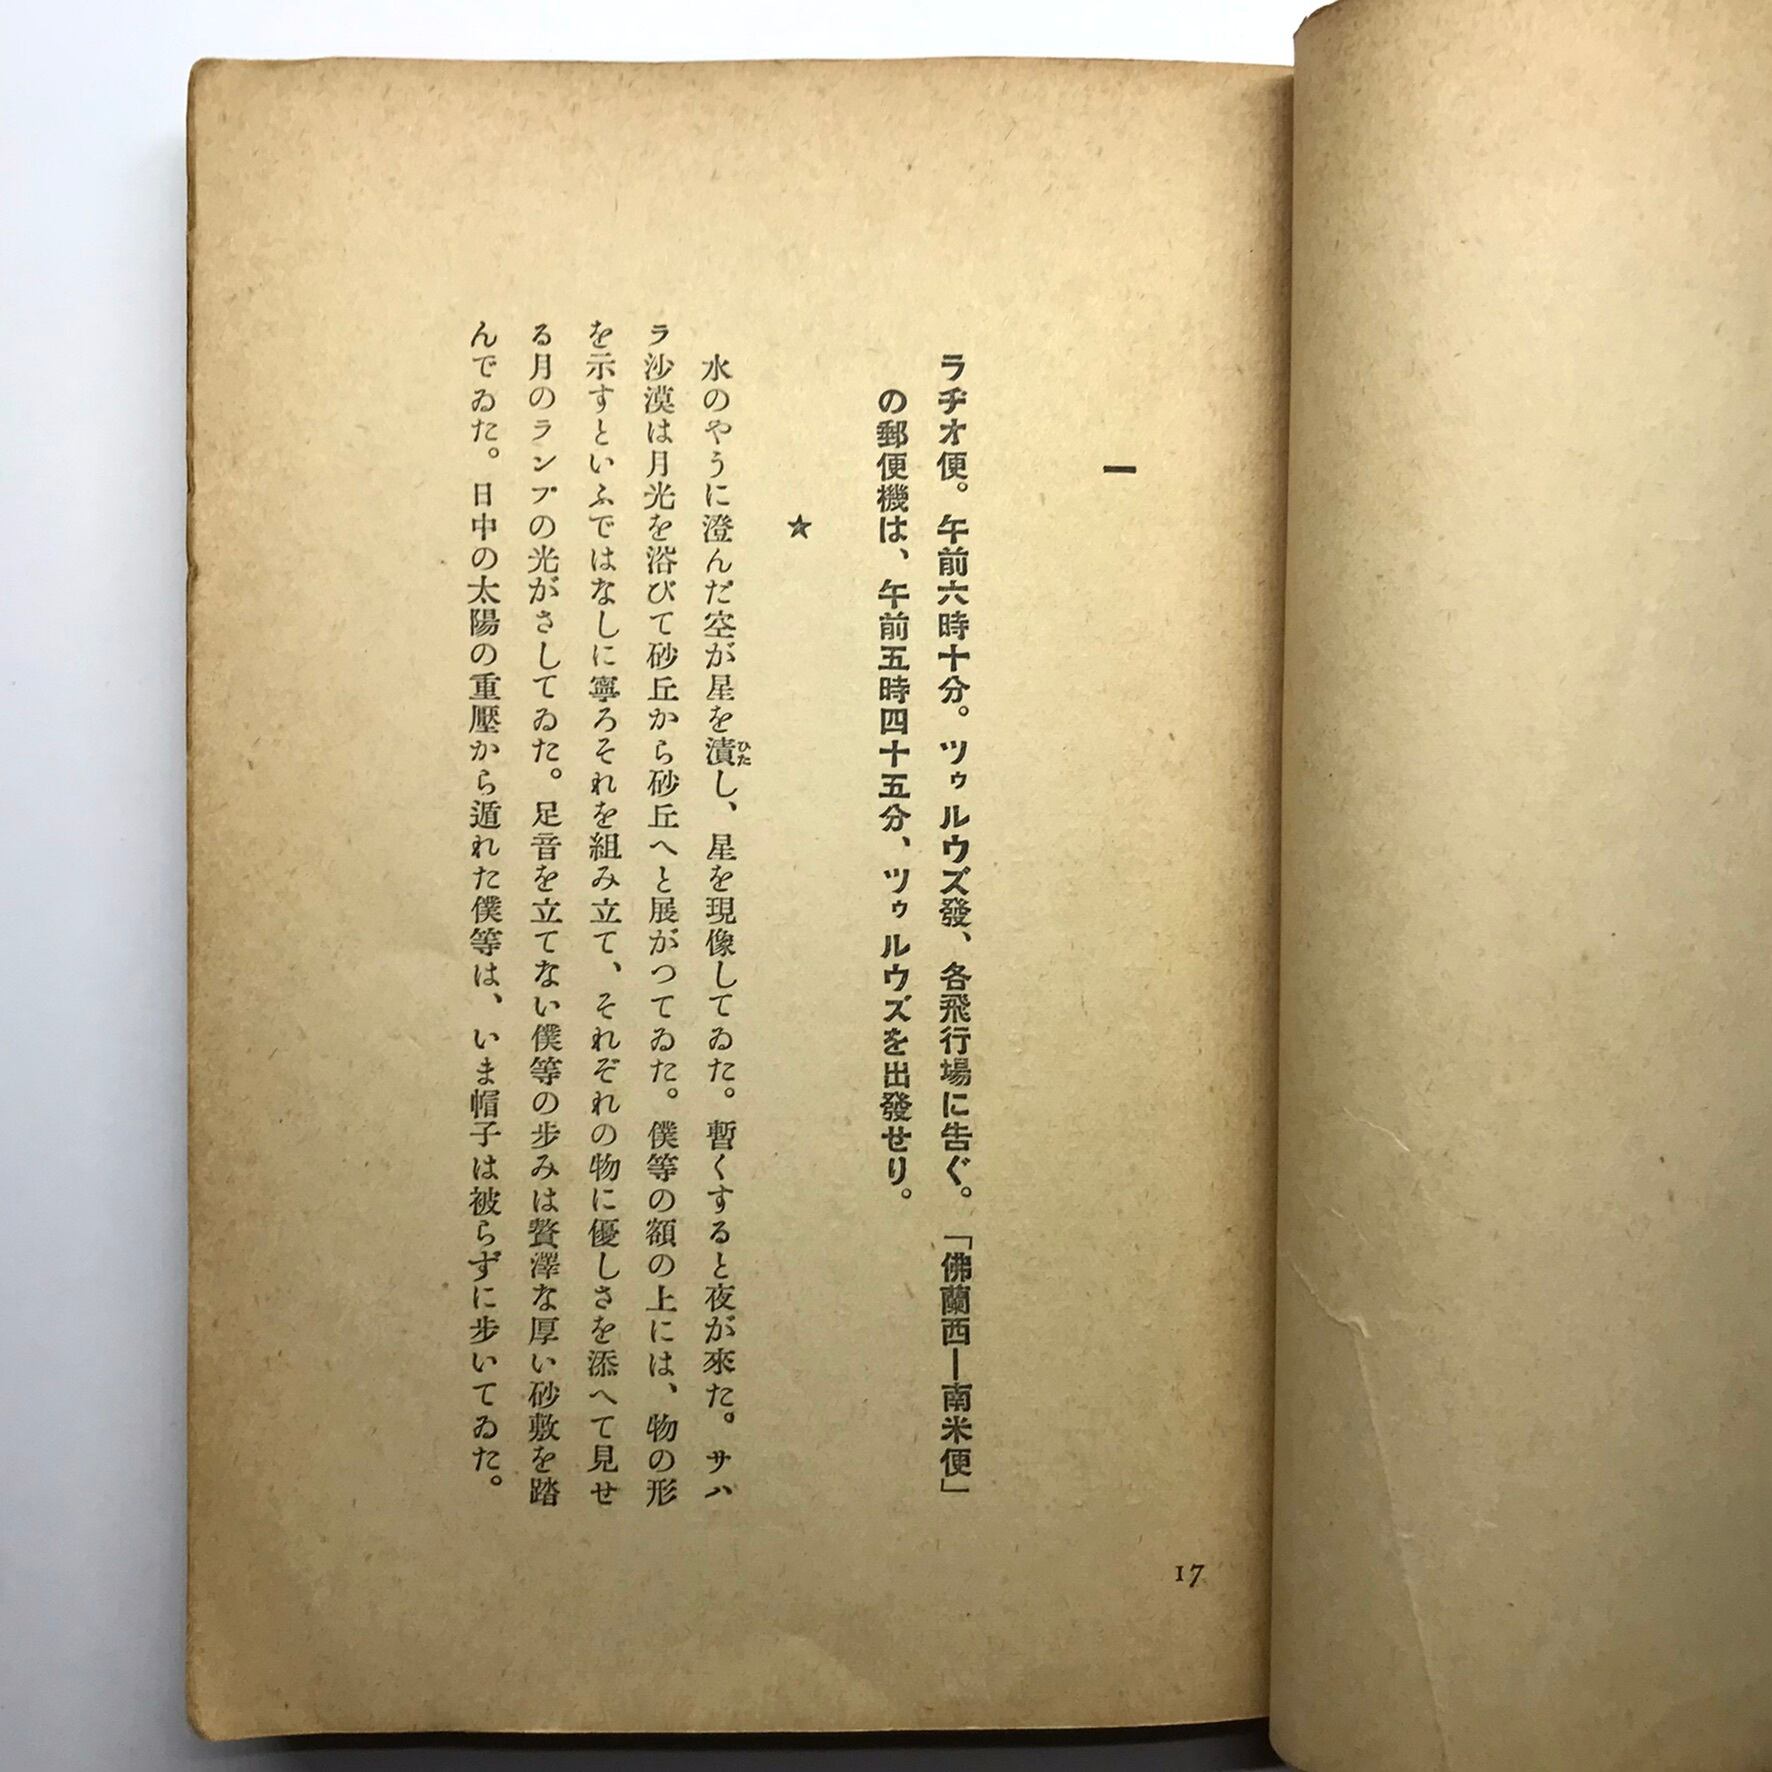 一
ラヂオ便。午前六時十分。ツゥルウズ發、各飛行場に告ぐ。「佛蘭西—南米便」
の郵便機は、午前五時四十五分、ツゥルウズを出發せり。
★
水のやうに澄んだ空が星を漬し、星を現像してゐた。暫くすると夜が來た。サハ
ひた
ラ沙漠は月光を浴びて砂丘から砂丘へと展がつてゐた。僕等の額の上には、物の形
を示すといふではなしに寧ろそれを組み立て、それぞれの物に優しさを添へて見せ
る月のランプの光がさしてゐた。足音を立てない僕等の歩みは贅澤な厚い砂敷を踏
んでゐた。日中の太陽の重壓から遁れた僕等は、いま帽子は被らずに歩いてゐた。
17